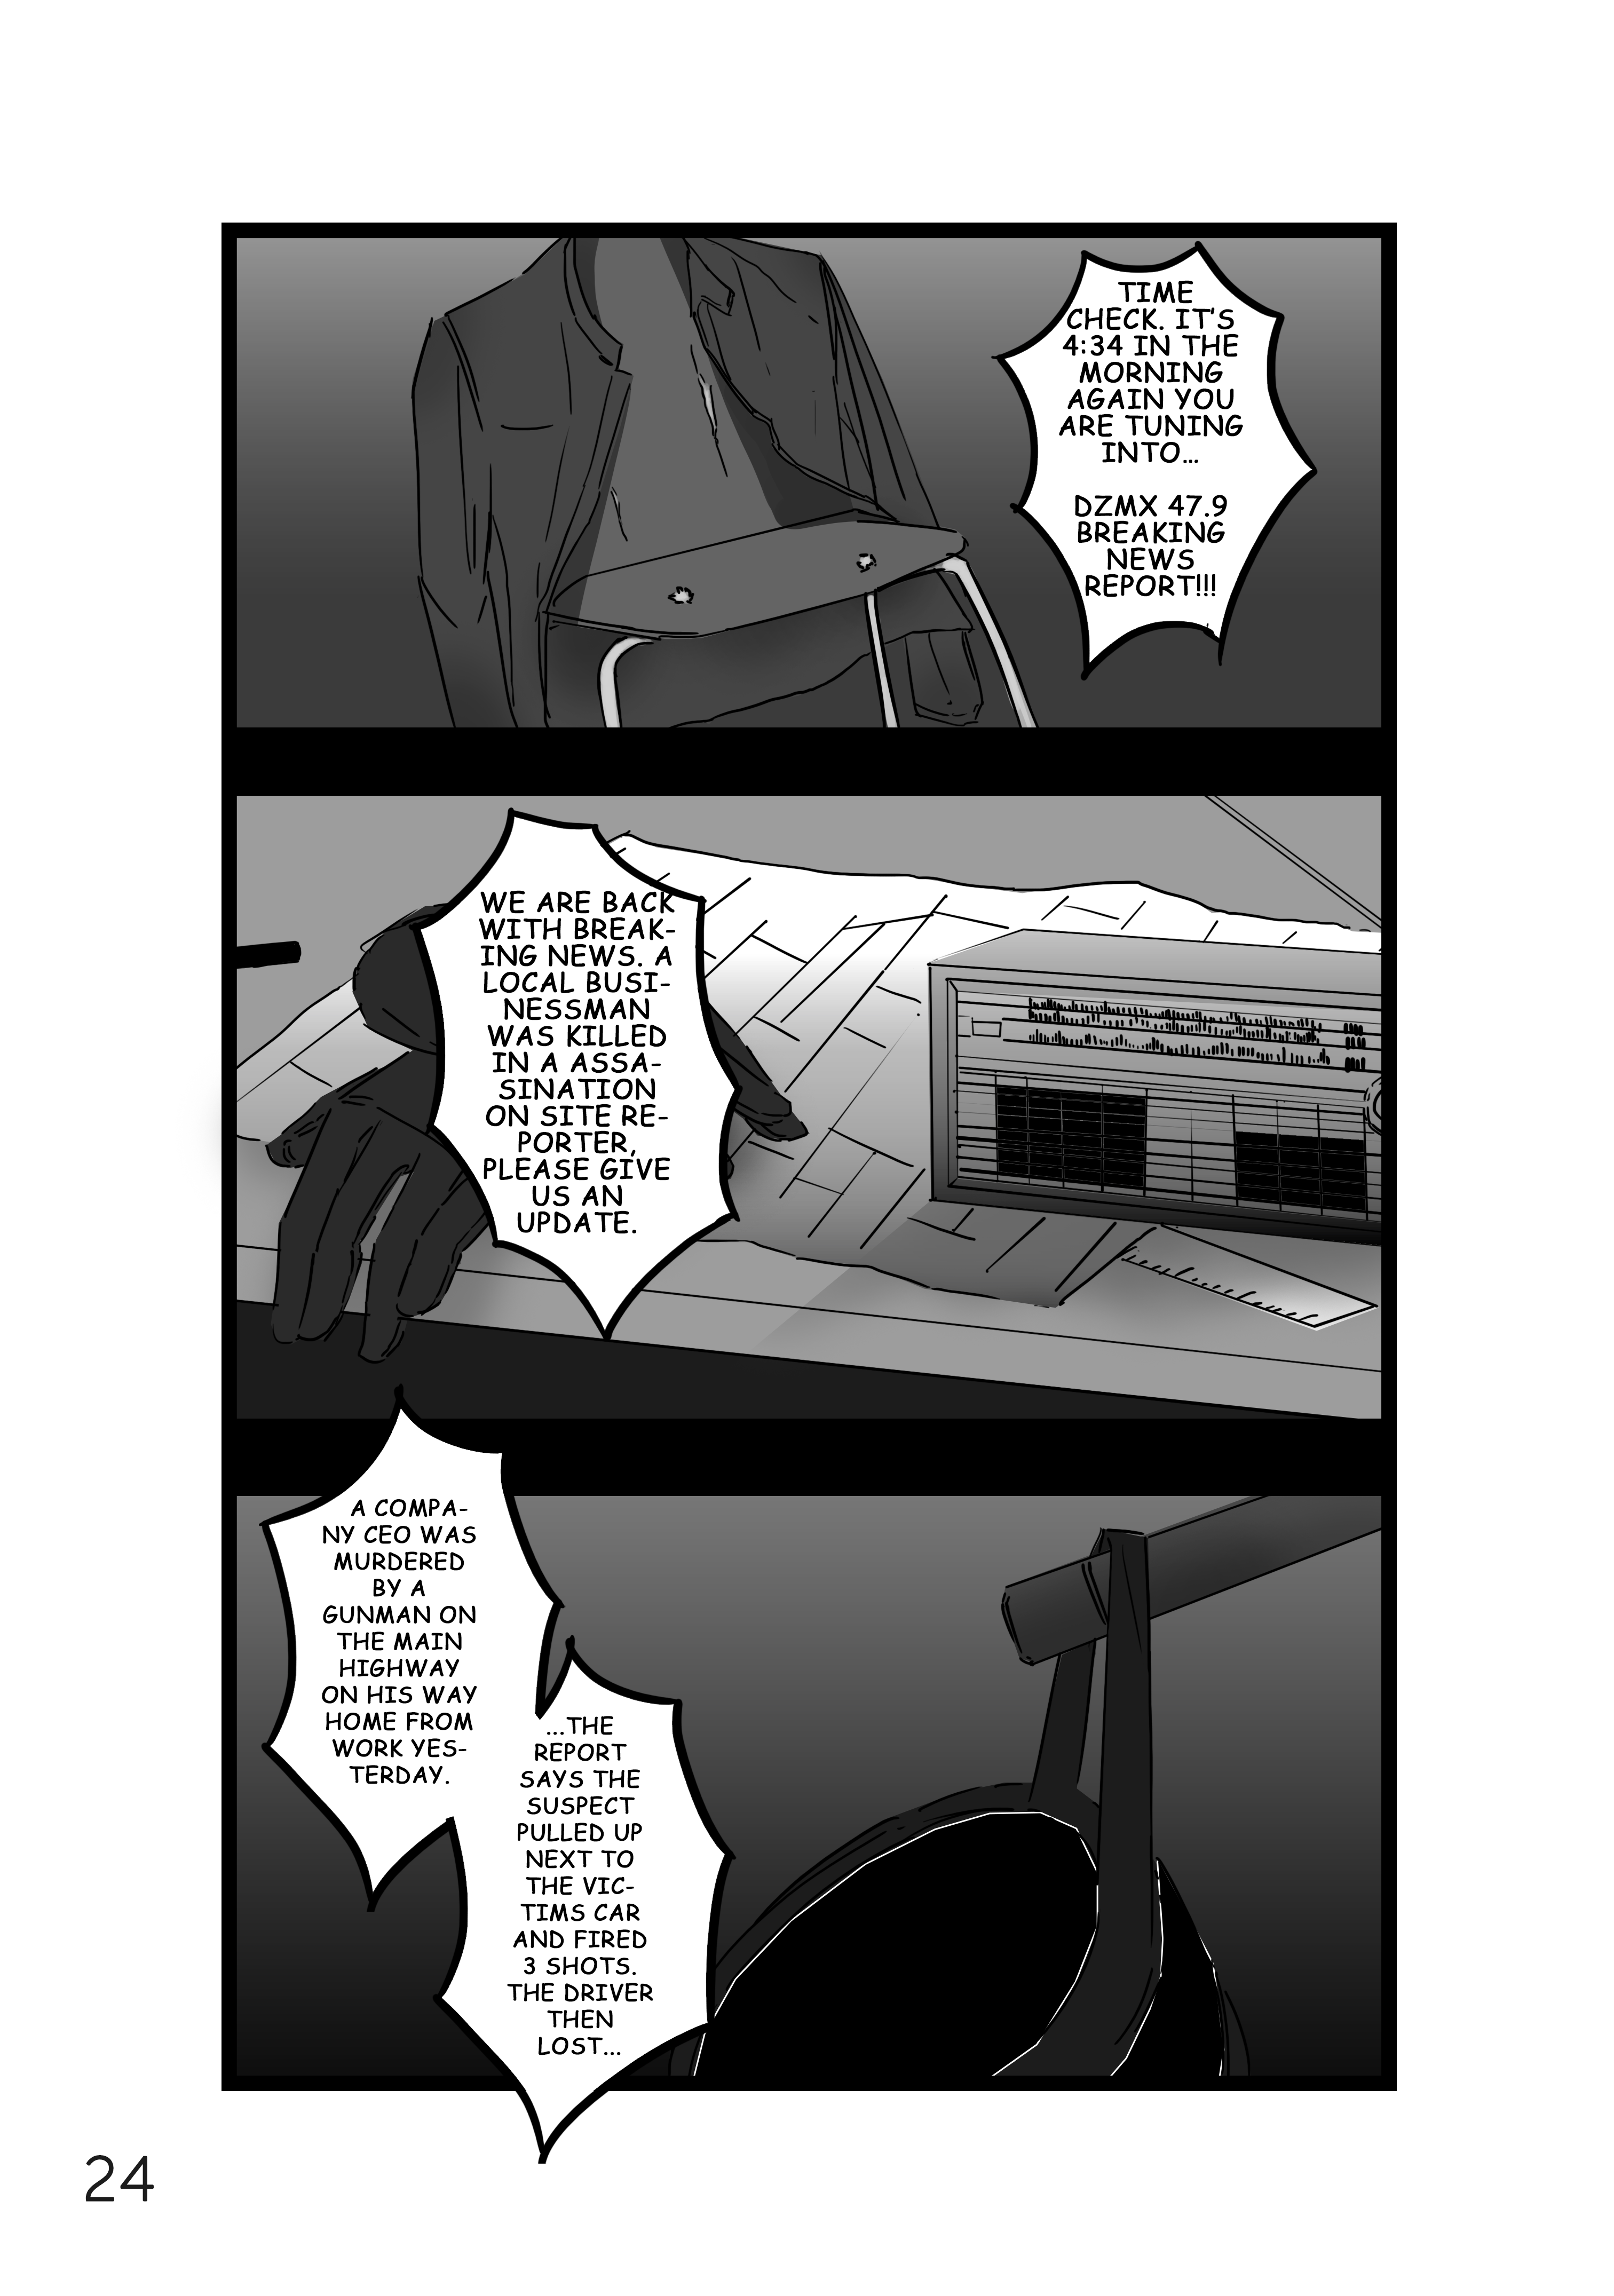 TIME
CHECK. IT'S
4:34 IN THE
MORNING
AGAIN YOU
ARE TUNING
INTO...
DZMX 47.9
BREAKING
NEWS
REPORT!!!
WE ARE BACK
WITH BREAK-
ING NEWS. A
LOCAL BUSI-
NESSMAN
WAS KILLED
IN A ASSA-
SINATION
ON SITE RE-
PORTER,
PLEASE GIVE
US AN
UPDATE.
A COMPA-
NY CEO WAS
MURDERED
BY A
GUNMAN ON
THE MAIN
HIGHWAY
ON HIS WAY
HOME FROM
WORK YES-
TERDAY.
...THE
REPORT
SAYS THE
SUSPECT
PULLED UP
NEXT TO
THE VIC-
TIMS CAR
AND FIRED
3 SHOTS.
THE DRIVER
THEN
LOST...
24